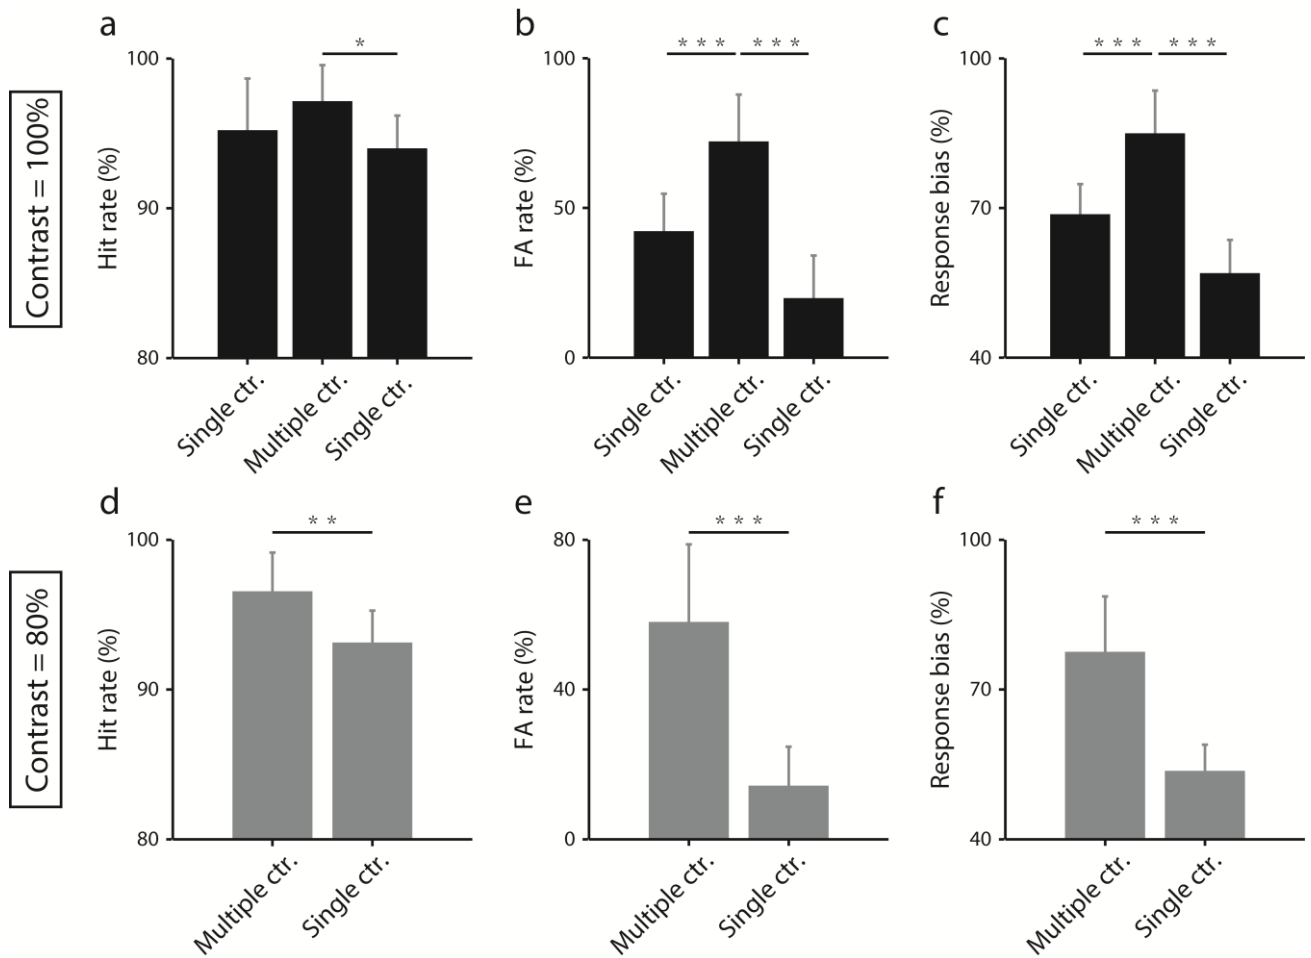 Contrast = 100%
a
*
100
90
80
Hit rate (%)
Single ctr.
Multiple ctr.
Single ctr.
b
* * * * * *
100
50
0
FA rate (%)
Single ctr.
Multiple ctr.
Single ctr.
c
* * * * * *
100
70
40
Response bias (%)
Single ctr.
Multiple ctr.
Single ctr.
Contrast = 80%
d
* *
100
90
80
Hit rate (%)
Multiple ctr.
Single ctr.
e
* * *
80
40
0
FA rate (%)
Multiple ctr.
Single ctr.
f
* * *
100
70
40
Response bias (%)
Multiple ctr.
Single ctr.